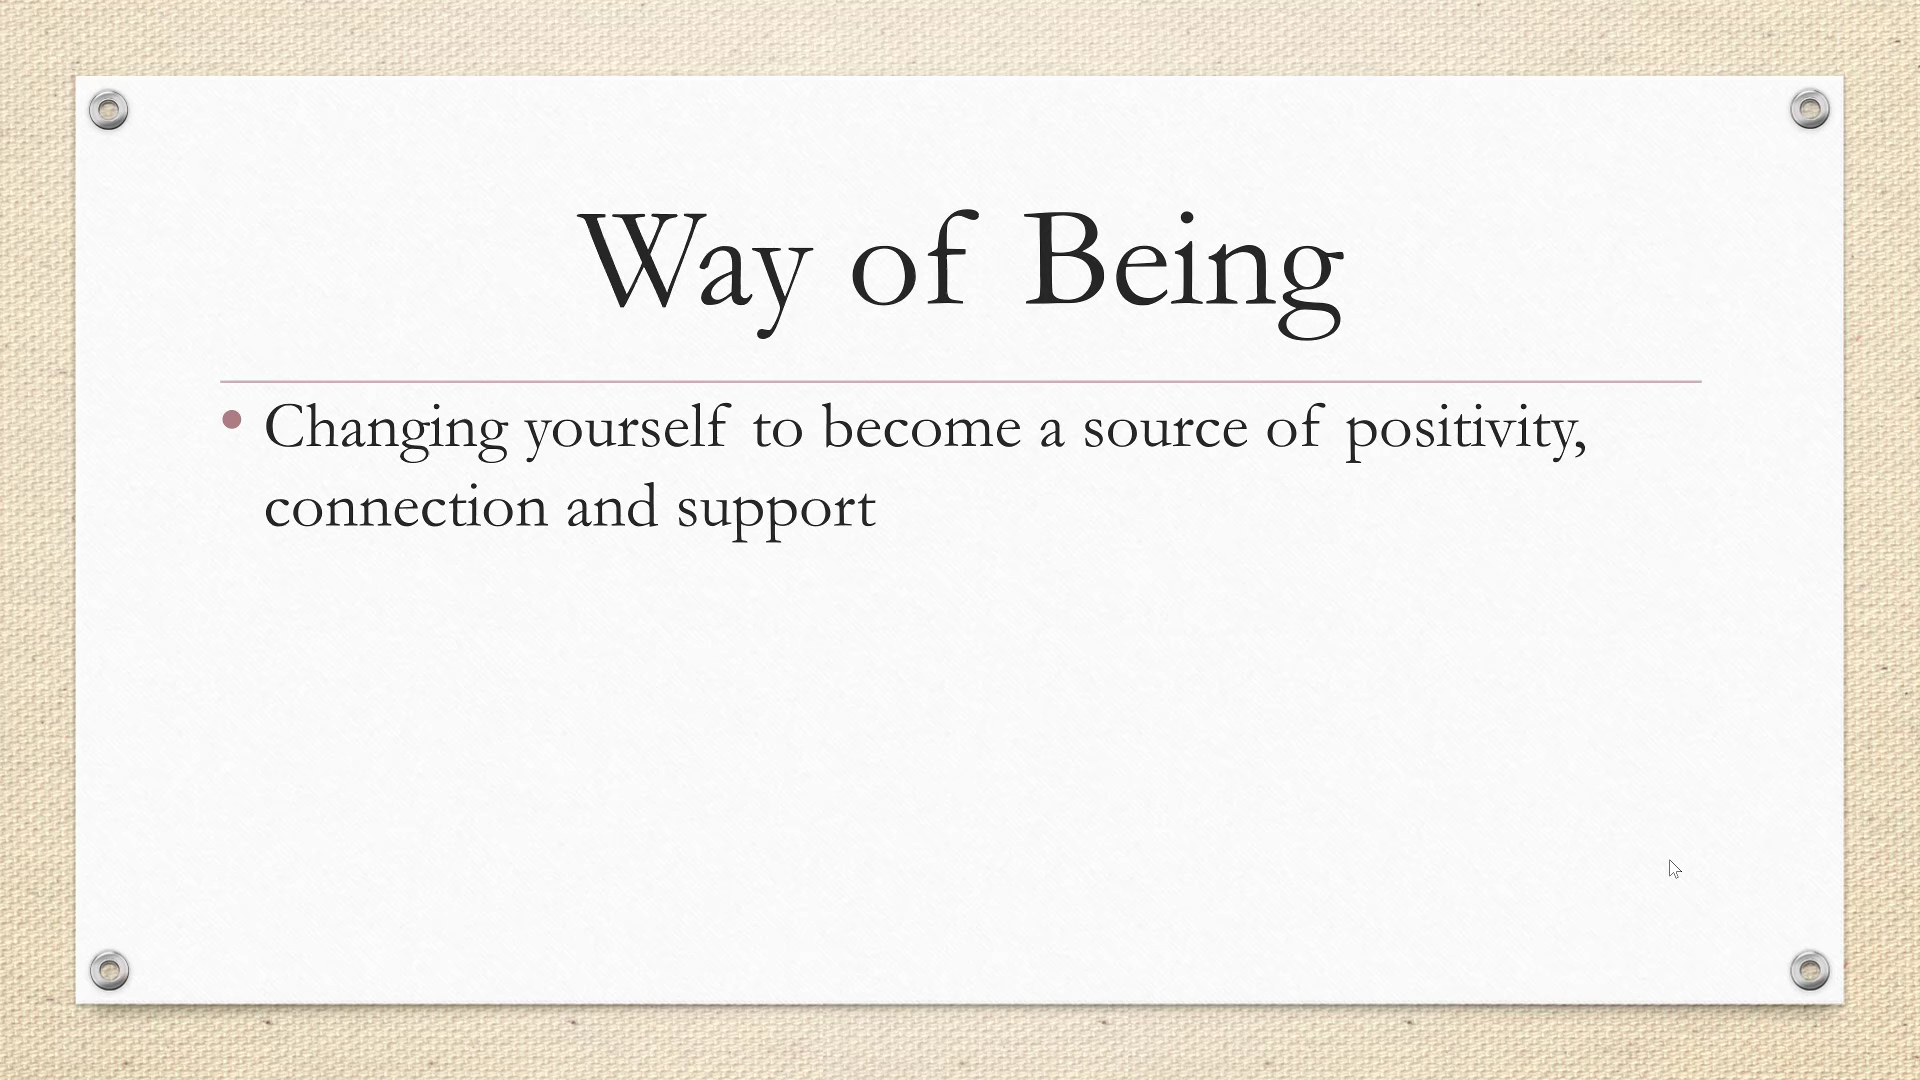 Way of Being
• Changing yourself to become a source of positivity,
connection and support